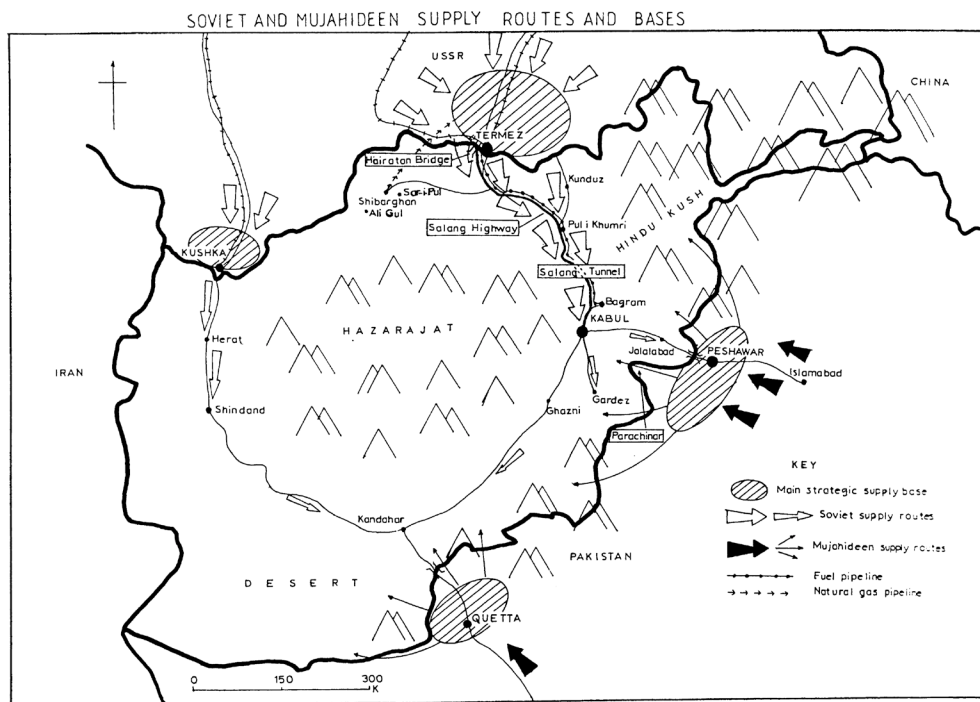 SOVIET AND MUJAHIDEEN SUPPLY ROUTES AND BASES
USSR
CHINA
TERMEZ
Hairatan Bridge
Kunduz
Sari Pul
Shibarghan
Ali Gul
Salang Highway
Pul i Khumri
HINDU KUSH
KUSHKA
Salang Tunnel
Bagram
KABUL
HAZARAJAT
Herat
Jalalabad
PESHAWAR
Islamabad
IRAN
Gardez
Shindand
Ghazni
Parachinar
KEY
Main strategic supply base
Soviet supply routes
Kandahar
Mujahideen supply routes
PAKISTAN
DESERT
Fuel pipeline
Natural gas pipeline
QUETTA
0 150 300
K